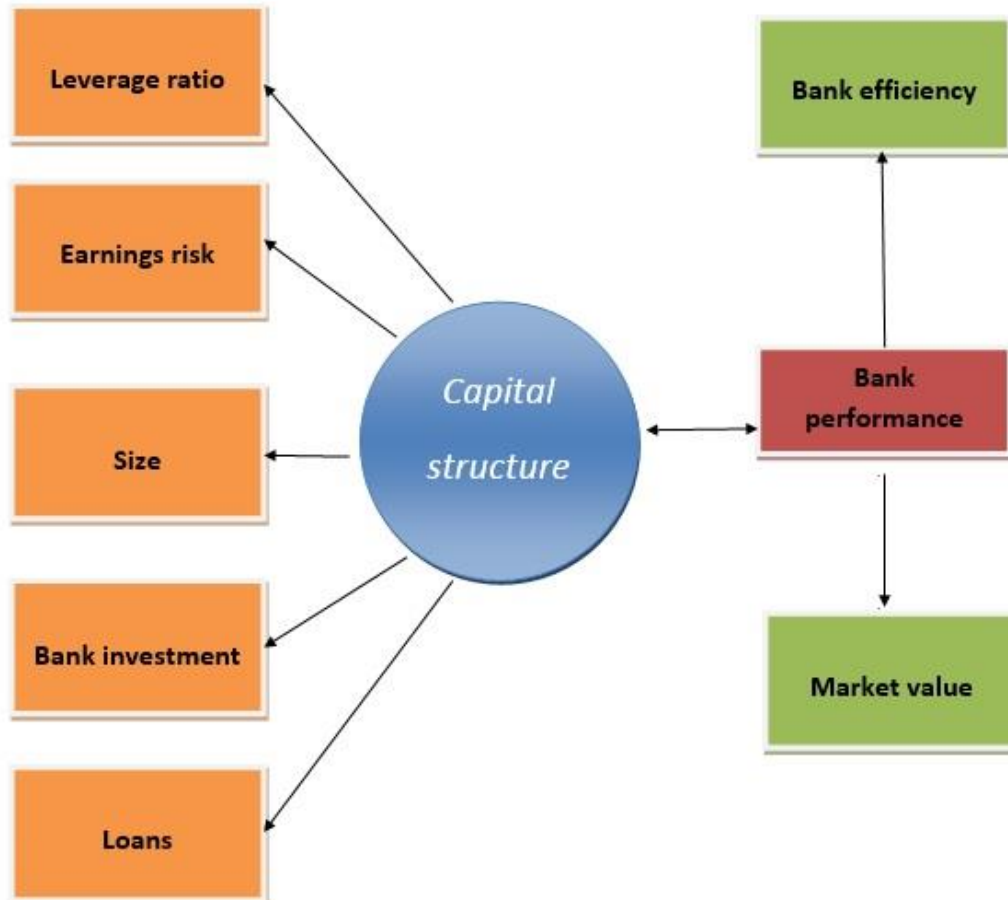 Leverage ratio
Earnings risk
Size
Bank investment
Loans
Capital
structure
Bank efficiency
Bank
performance
Market value